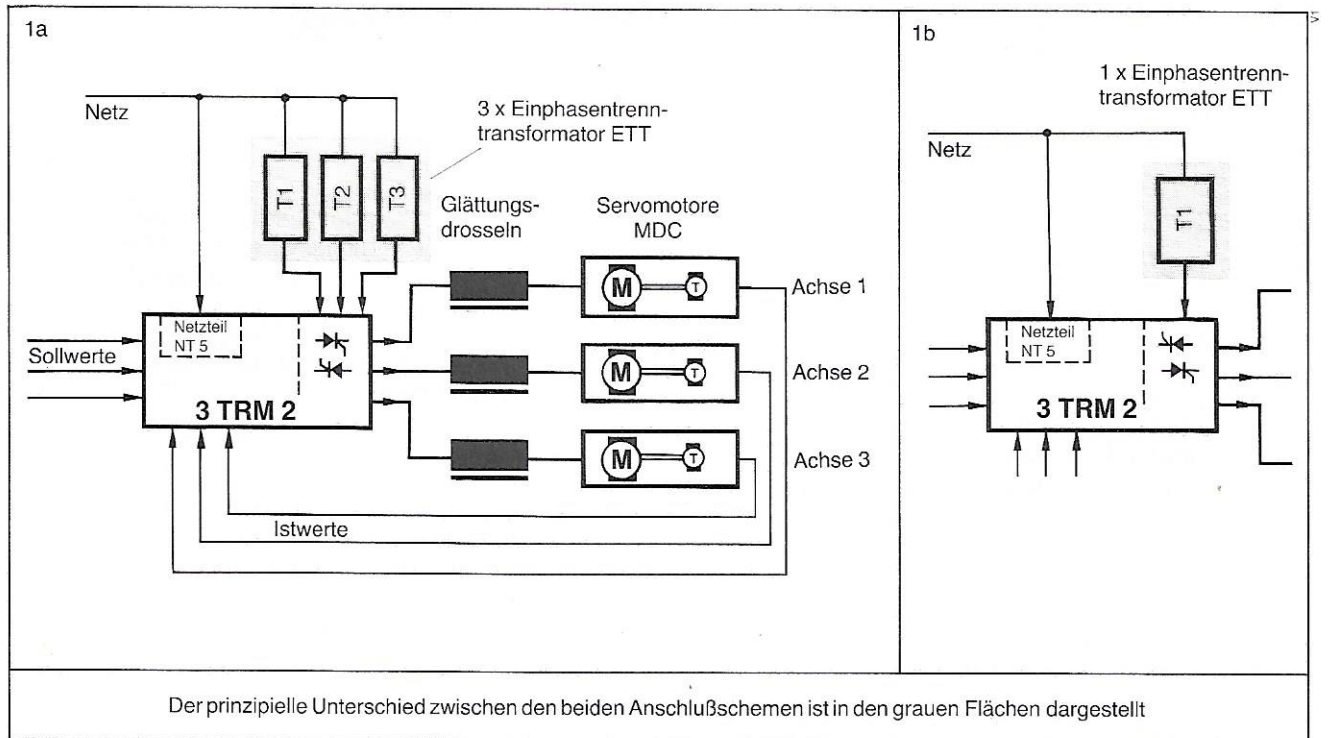 1a
Netz
3 x Einphasentrenn-
transformator ETT
T1
T2
T3
Glättungs-
drosseln
Servomotore
MDC
M
T
Achse 1
Netzteil
NT 5
Sollwerte
3 TRM 2
M
T
Achse 2
M
T
Achse 3
Istwerte
1b
1 x Einphasentrenn-
transformator ETT
Netz
T1
Netzteil
NT 5
3 TRM 2
Der prinzipielle Unterschied zwischen den beiden Anschlußschemen ist in den grauen Flächen dargestellt